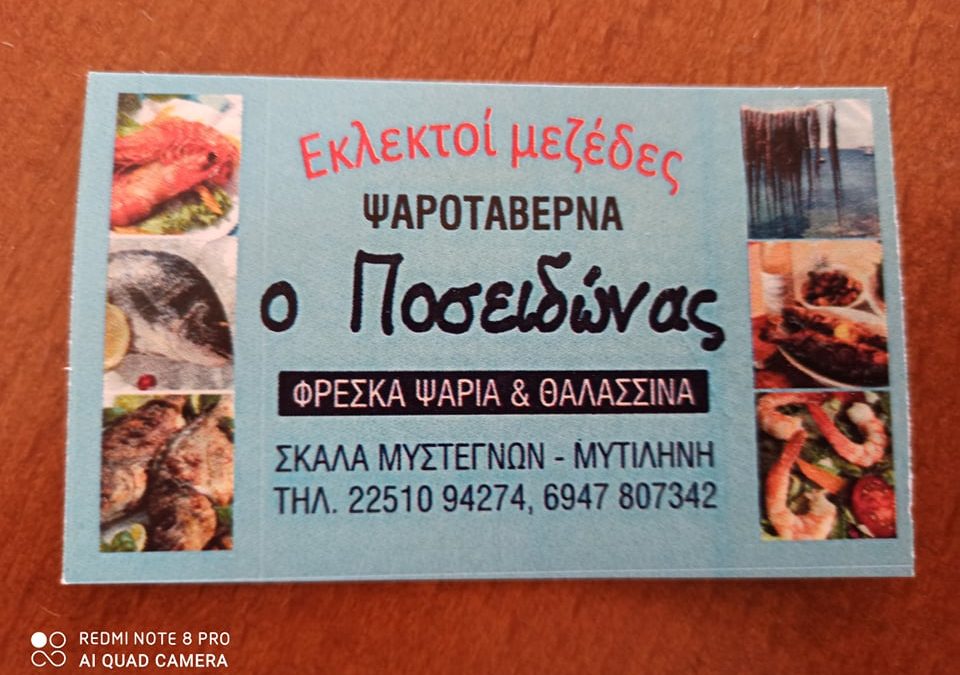 Εκλεκτοί μεζέδες
ΨΑΡΟΤΑΒΕΡΝΑ
ο Ποσειδώνας
ΦΡΕΣΚΑ ΨΑΡΙΑ & ΘΑΛΑΣΣΙΝΑ
ΣΚΑΛΑ ΜΥΣΤΕΓΝΩΝ - ΜΥΤΙΛΗΝΗ
ΤΗΛ. 22510 94274, 6947 807342
REDMI NOTE 8 PRO
AI QUAD CAMERA